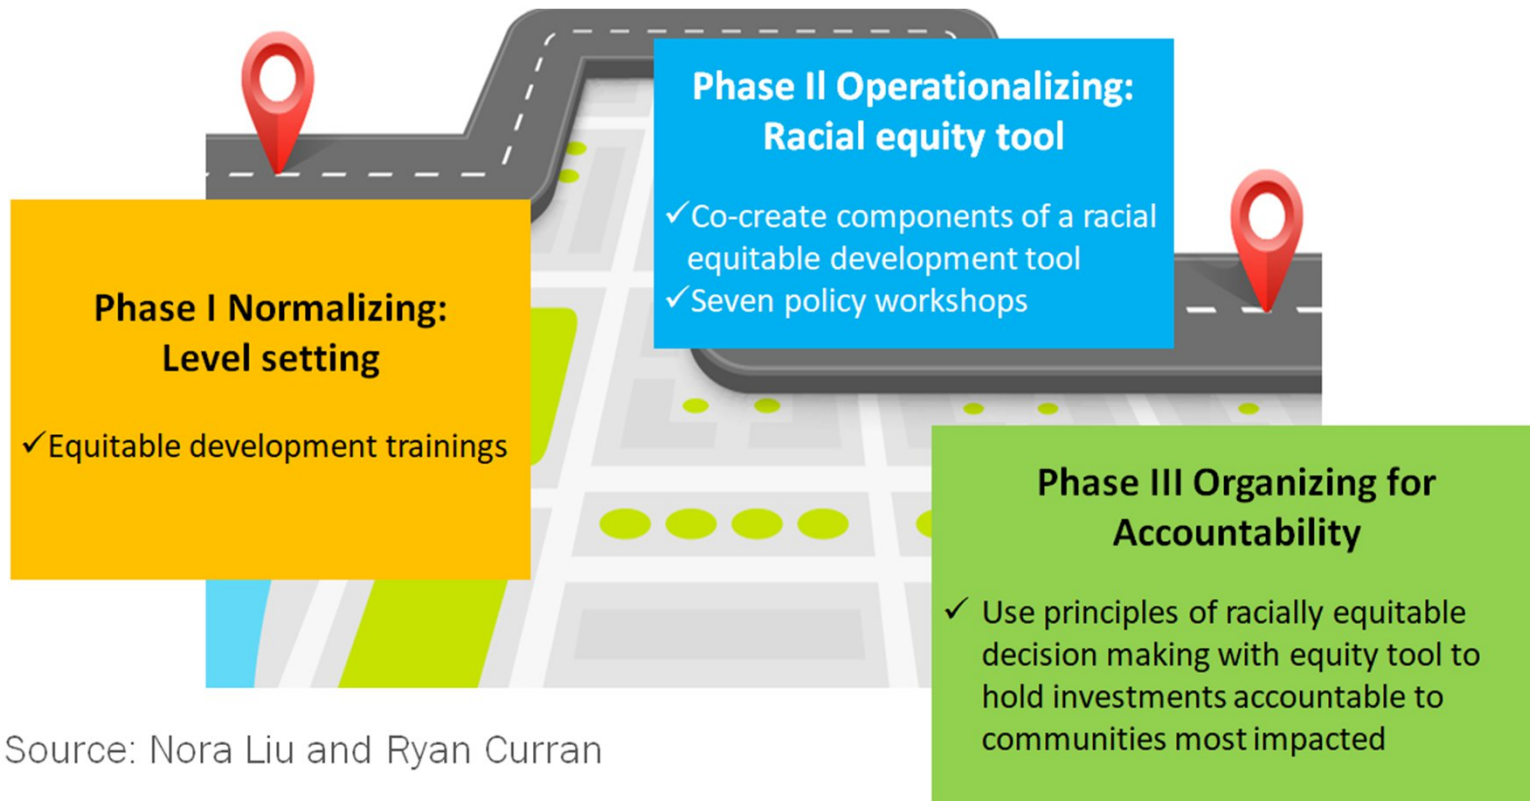 Phase I Normalizing:
Level setting
✓Equitable development trainings
Phase II Operationalizing:
Racial equity tool
✓Co-create components of a racial
equitable development tool
✓Seven policy workshops
Phase III Organizing for
Accountability
✓ Use principles of racially equitable
decision making with equity tool to
hold investments accountable to
communities most impacted
Source: Nora Liu and Ryan Curran